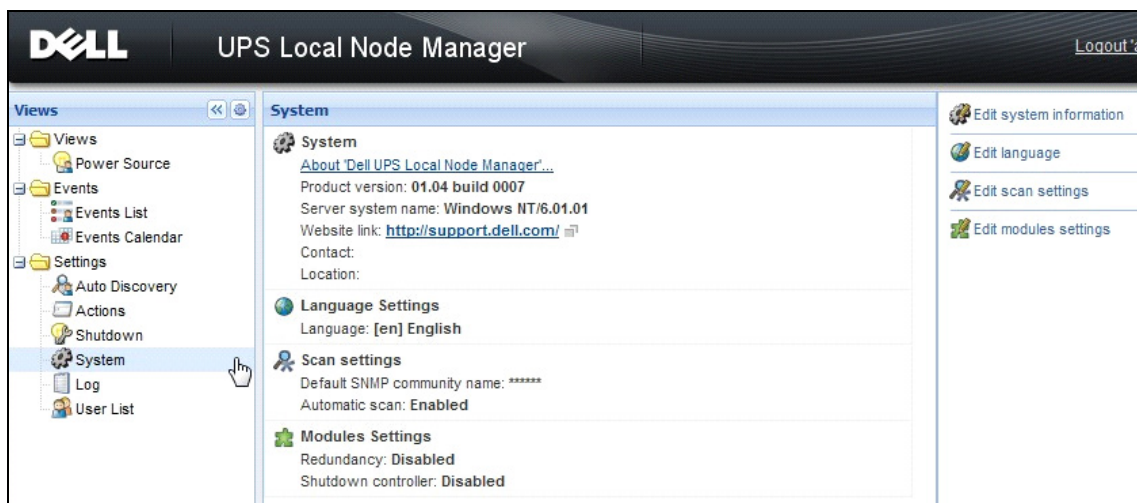 DELL
UPS Local Node Manager
Logout 'a
Views
Views
Power Source
Events
Events List
Events Calendar
Settings
Auto Discovery
Actions
Shutdown
System
Log
User List
System
System
About 'Dell UPS Local Node Manager'...
Product version: 01.04 build 0007
Server system name: Windows NT/6.01.01
Website link: http://support.dell.com/
Contact:
Location:
Language Settings
Language: [en] English
Scan settings
Default SNMP community name: ******
Automatic scan: Enabled
Modules Settings
Redundancy: Disabled
Shutdown controller: Disabled
Edit system information
Edit language
Edit scan settings
Edit modules settings